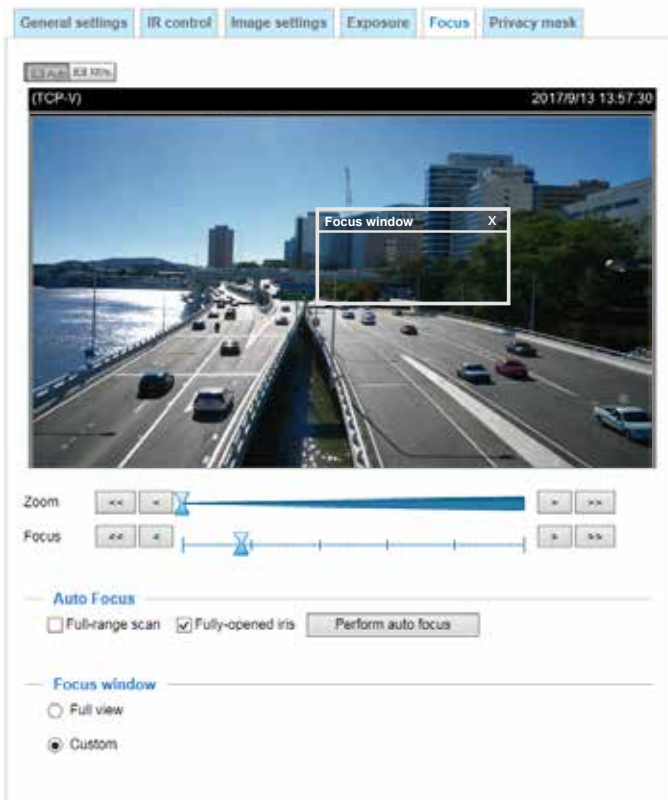 General settings IR control Image settings Exposure Focus Privacy mask
Auto
(TCP-V) 2017/9/13 13:57:30
Focus window X
Zoom << < > >>
Focus << < > >>
Auto Focus
Full-range scan Fully-opened iris Perform auto focus
Focus window
Full view
Custom